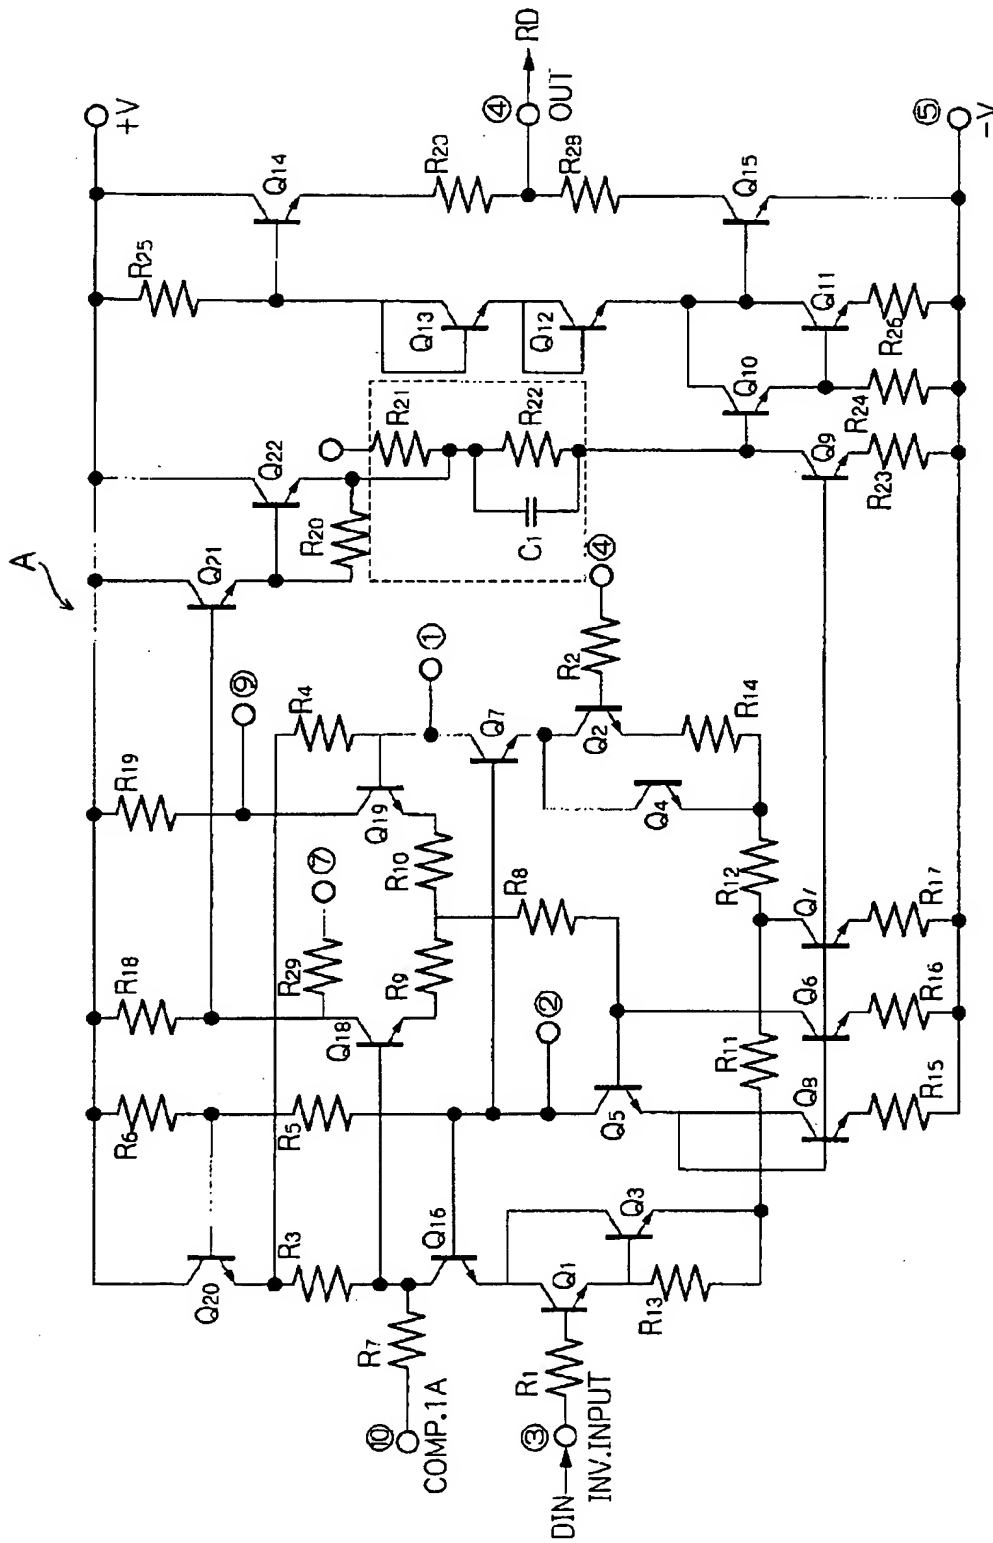 A
+V
④
OUT
RD
⑤
-V
R25
Q14
R20
R28
Q15
Q13
Q12
R21
R22
C1
Q10
Q11
R26
R24
Q9
R23
Q22
R20
Q21
④
R2
⑨
R4
①
R19
Q19
R10
Q7
Q2
R14
Q4
R12
R8
⑦
R29
R18
R9
Q18
②
Q5
R11
Q7
R17
Q6
R16
Q8
R15
R6
R5
Q20
R3
Q16
R7
⑩
COMP.1A
Q1
Q3
R13
R1
③
DIN
INV.INPUT